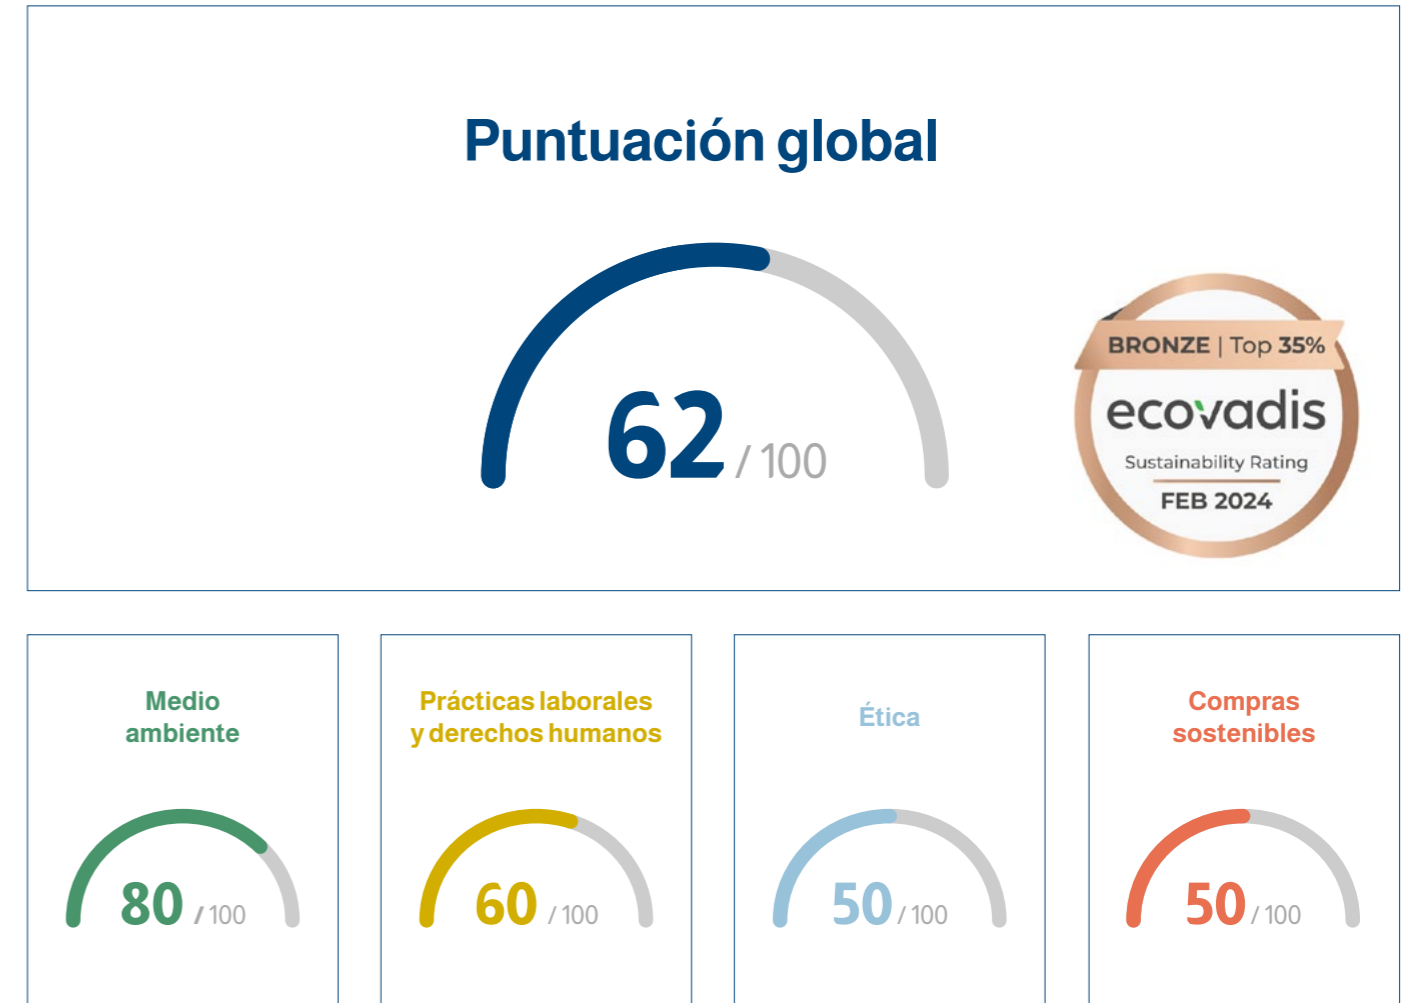 Puntuación global
62 / 100
BRONZE | Top 35%
ecovadis
Sustainability Rating
FEB 2024
Medio
ambiente
80 / 100
Prácticas laborales
y derechos humanos
60 / 100
Ética
50 / 100
Compras
sostenibles
50 / 100